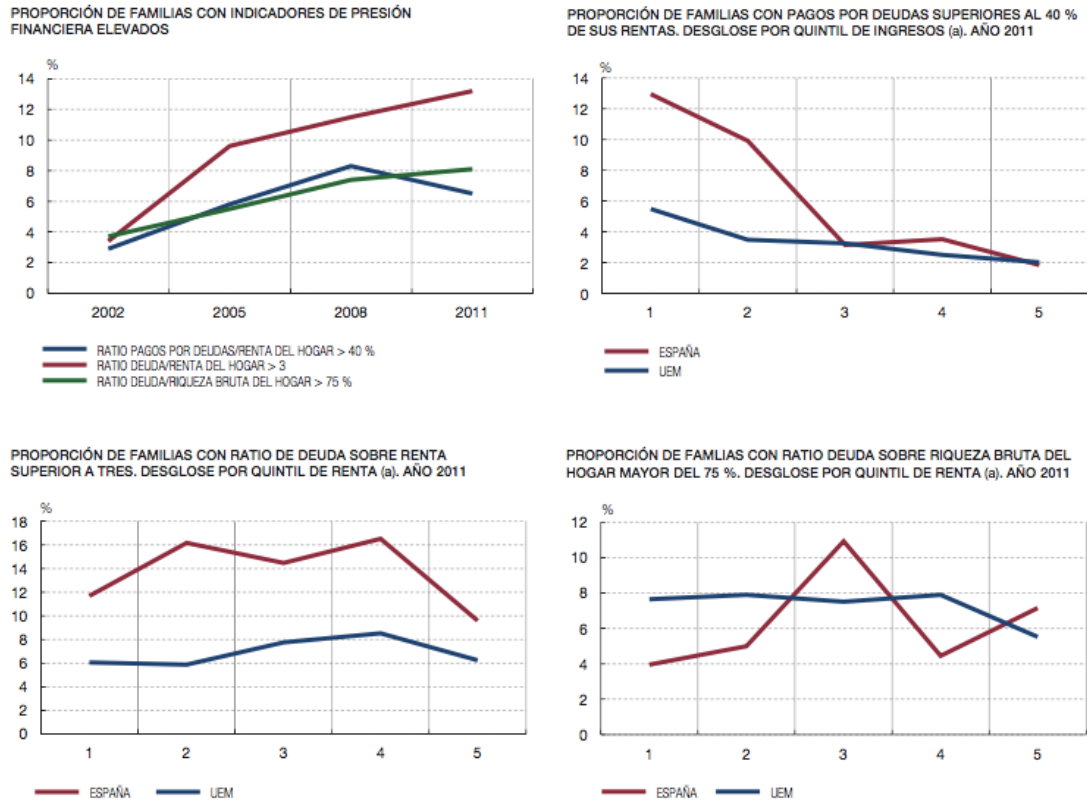 PROPORCIÓN DE FAMILIAS CON INDICADORES DE PRESIÓN
FINANCIERA ELEVADOS
%
14
12
10
8
6
4
2
0
2002 2005 2008 2011
RATIO PAGOS POR DEUDAS/RENTA DEL HOGAR > 40 %
RATIO DEUDA/RENTA DEL HOGAR > 3
RATIO DEUDA/RIQUEZA BRUTA DEL HOGAR > 75 %
PROPORCIÓN DE FAMILIAS CON PAGOS POR DEUDAS SUPERIORES AL 40 %
DE SUS RENTAS. DESGLOSE POR QUINTIL DE INGRESOS (a). AÑO 2011
%
14
12
10
8
6
4
2
0
1 2 3 4 5
ESPAÑA
UEM
PROPORCIÓN DE FAMILIAS CON RATIO DE DEUDA SOBRE RENTA
SUPERIOR A TRES. DESGLOSE POR QUINTIL DE RENTA (a). AÑO 2011
%
18
16
14
12
10
8
6
4
2
0
1 2 3 4 5
ESPAÑA UEM
PROPORCIÓN DE FAMLIAS CON RATIO DEUDA SOBRE RIQUEZA BRUTA DEL
HOGAR MAYOR DEL 75 %. DESGLOSE POR QUINTIL DE RENTA (a). AÑO 2011
%
12
10
8
6
4
2
0
1 2 3 4 5
ESPAÑA UEM